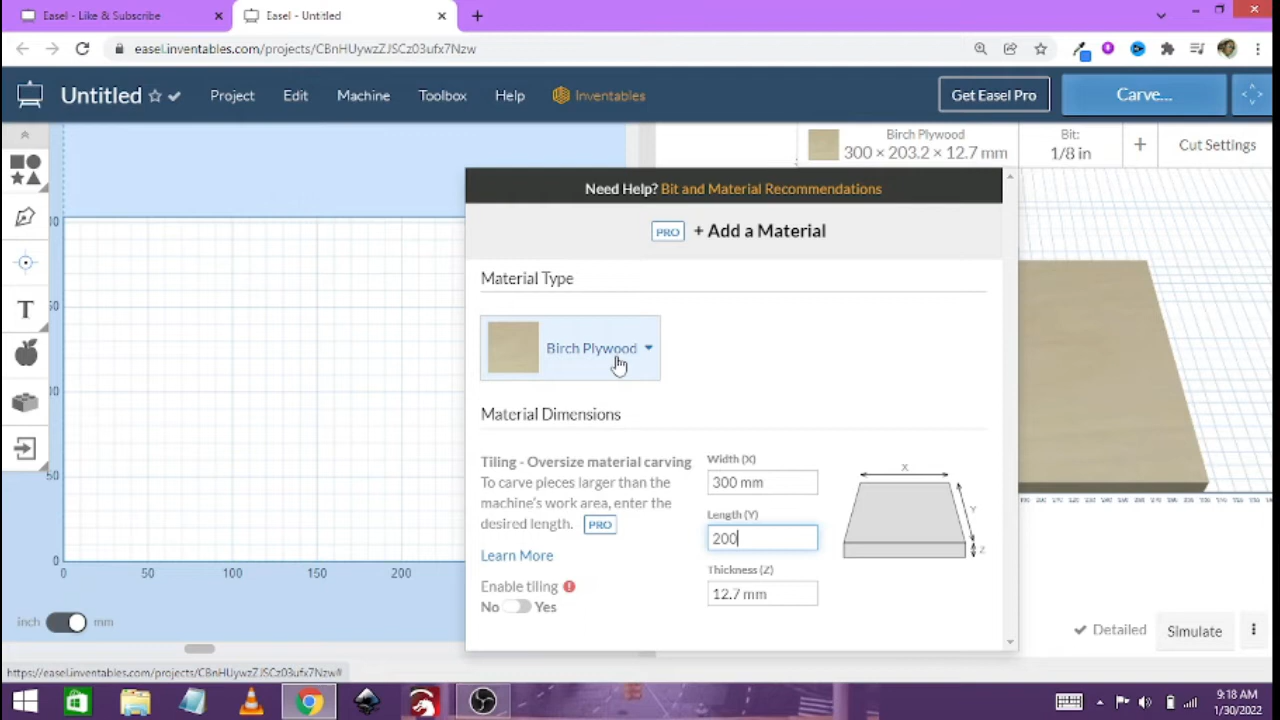 Easel - Like & Subscribe
Easel - Untitled
easel.inventables.com/projects/CBnHUywzZJSCz03ufx7Nzw
Untitled
Project
Edit
Machine
Toolbox
Help
Inventables
Get Easel Pro
Carve...
Birch Plywood
300 × 203.2 × 12.7 mm
Bit:
1/8 in
+
Cut Settings
Need Help? Bit and Material Recommendations
PRO + Add a Material
Material Type
Birch Plywood
Material Dimensions
Tiling - Oversize material carving
To carve pieces larger than the
machine's work area, enter the
desired length. PRO
Learn More
Enable tiling
No Yes
Width (X)
300 mm
Length (Y)
200
Thickness (Z)
12.7 mm
X
Y
Z
T
50
0
0 50 100 150 200
inch mm
Detailed
Simulate
https://easel.inventables.com/projects/CBnHUywzZJSCz03ufx7Nzw#
9:18 AM
1/30/2022